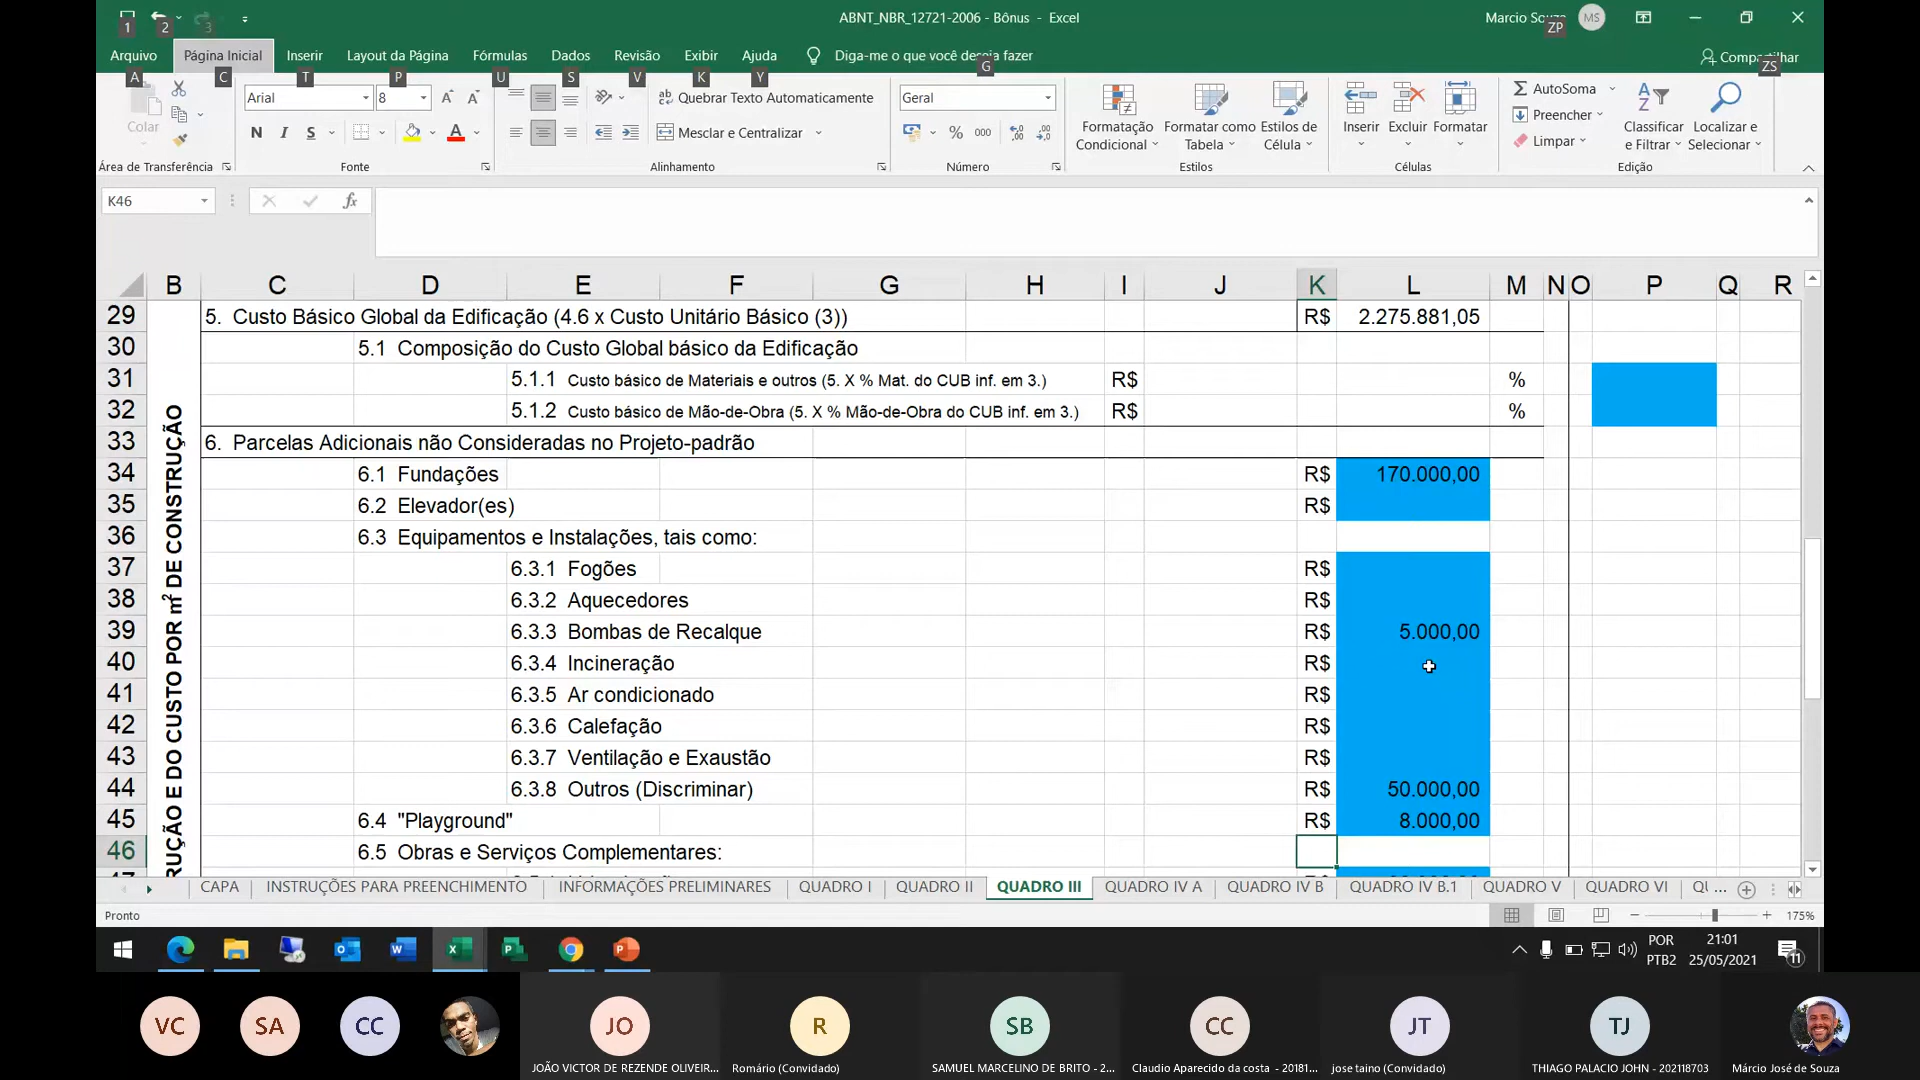 ABNT_NBR_12721-2006 - Bônus - Excel
MS
1 2 3
Arquivo Página Inicial Inserir Layout da Página Fórmulas Dados Revisão Exibir Ajuda Diga-me o que você deseja fazer
A C T P U S V K Y G ZP ZS
Arial 8
Quebrar Texto Automaticamente
Geral
AutoSoma
Preencher
Limpar
Colar
N I S
Mesclar e Centralizar
% 000
Formatação Condicional
Formatar como Tabela
Estilos de Célula
Inserir Excluir Formatar
Classificar e Filtrar
Localizar e Selecionar
Área de Transferência Fonte Alinhamento Número Estilos Células Edição
K46 fx
B C D E F G H I J K L M N O P Q R
29 5. Custo Básico Global da Edificação (4.6 x Custo Unitário Básico (3)) R$ 2.275.881,05
30 5.1 Composição do Custo Global básico da Edificação
31 5.1.1 Custo básico de Materiais e outros (5. X % Mat. do CUB inf. em 3.) R$ %
32 5.1.2 Custo básico de Mão-de-Obra (5. X % Mão-de-Obra do CUB inf. em 3.) R$ %
33 6. Parcelas Adicionais não Consideradas no Projeto-padrão
34 6.1 Fundações R$ 170.000,00
35 6.2 Elevador(es) R$
36 6.3 Equipamentos e Instalações, tais como:
37 6.3.1 Fogões R$
38 6.3.2 Aquecedores R$
39 6.3.3 Bombas de Recalque R$ 5.000,00
40 6.3.4 Incineração R$
41 6.3.5 Ar condicionado R$
42 6.3.6 Calefação R$
43 6.3.7 Ventilação e Exaustão R$
44 6.3.8 Outros (Discriminar) R$ 50.000,00
45 6.4 "Playground" R$ 8.000,00
46 6.5 Obras e Serviços Complementares:
E DO CUSTO POR m² DE CONSTRUÇÃO
CAPA INSTRUÇÕES PARA PREENCHIMENTO INFORMAÇÕES PRELIMINARES QUADRO I QUADRO II QUADRO III QUADRO IV A QUADRO IV B QUADRO IV B.1 QUADRO V QUADRO VI QU ...
Pronto 175%
POR PTB2
21:01
25/05/2021
11
VC SA CC JO R SB CC JT TJ
JOÃO VICTOR DE REZENDE OLIVEIR... Romário (Convidado) SAMUEL MARCELINO DE BRITO - 2... Claudio Aparecido da costa - 20181... jose taino (Convidado) THIAGO PALACIO JOHN - 202118703 Márcio José de Souza